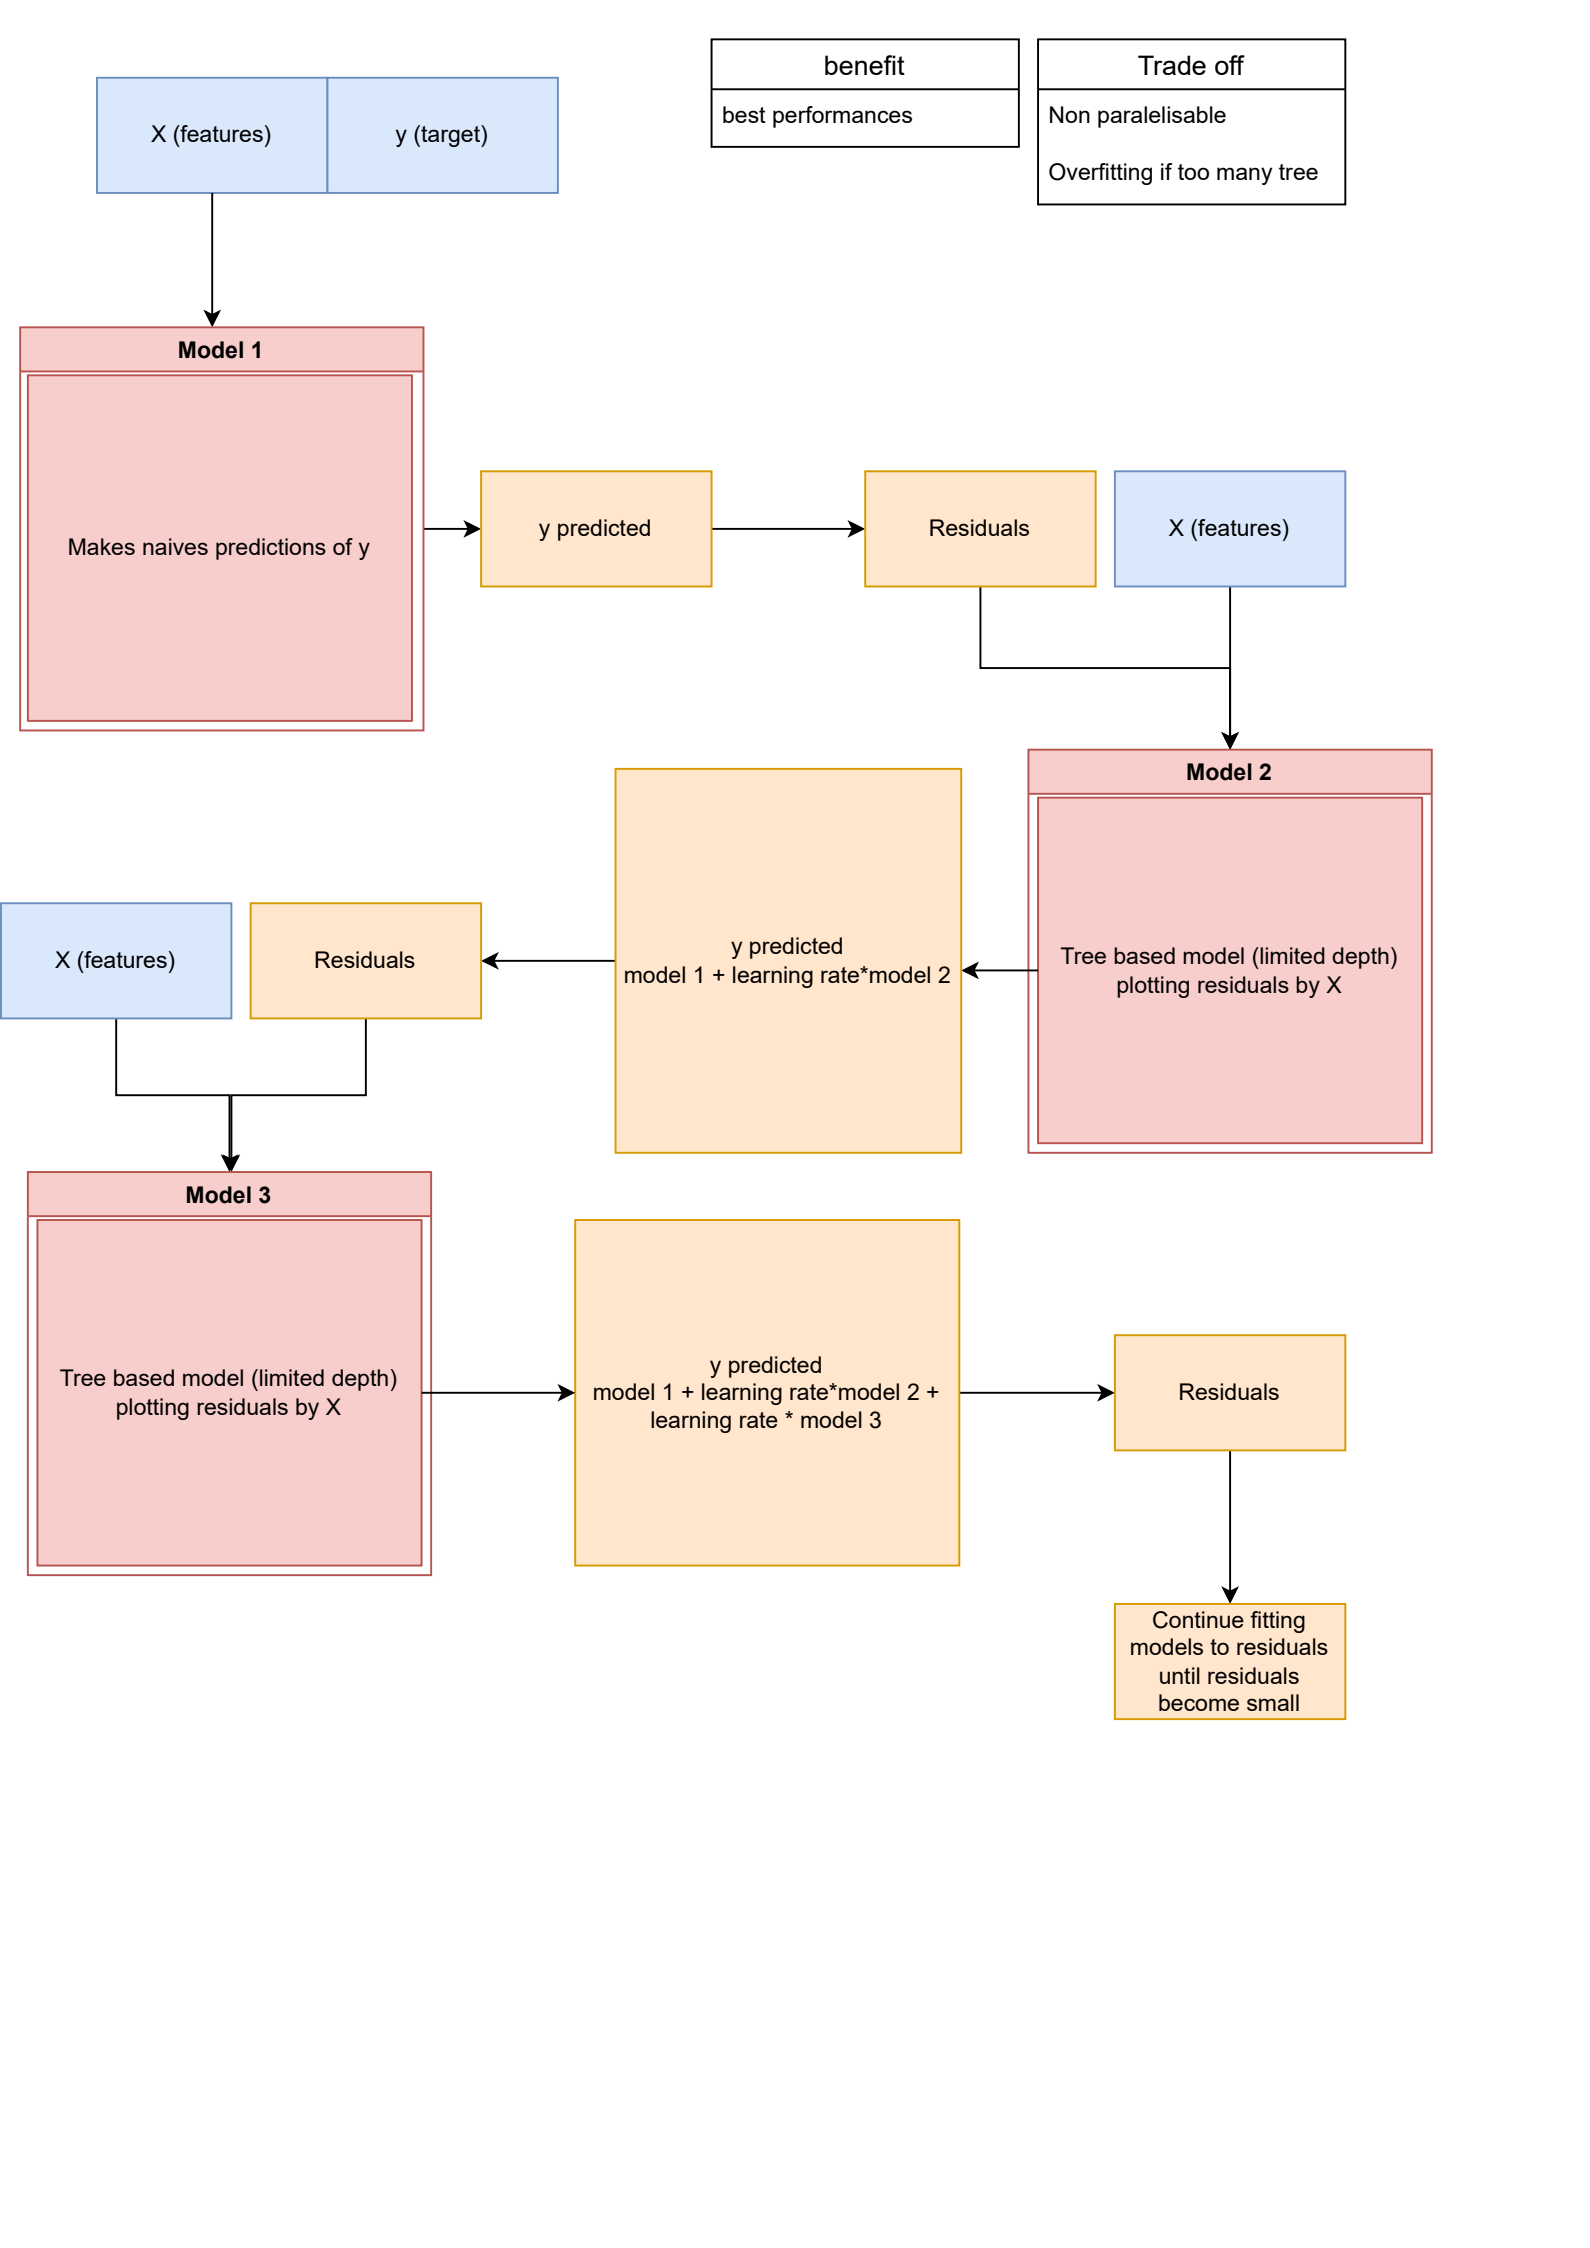 benefit
Trade off
best performances
Non paralelisable
Overfitting if too many tree
X (features)
y (target)
Model 1
Makes naives predictions of y
y predicted
Residuals
X (features)
Model 2
Tree based model (limited depth)
plotting residuals by X
y predicted
model 1 + learning rate*model 2
Residuals
X (features)
Model 3
Tree based model (limited depth)
plotting residuals by X
y predicted
model 1 + learning rate*model 2 +
learning rate * model 3
Residuals
Continue fitting
models to residuals
until residuals
become small